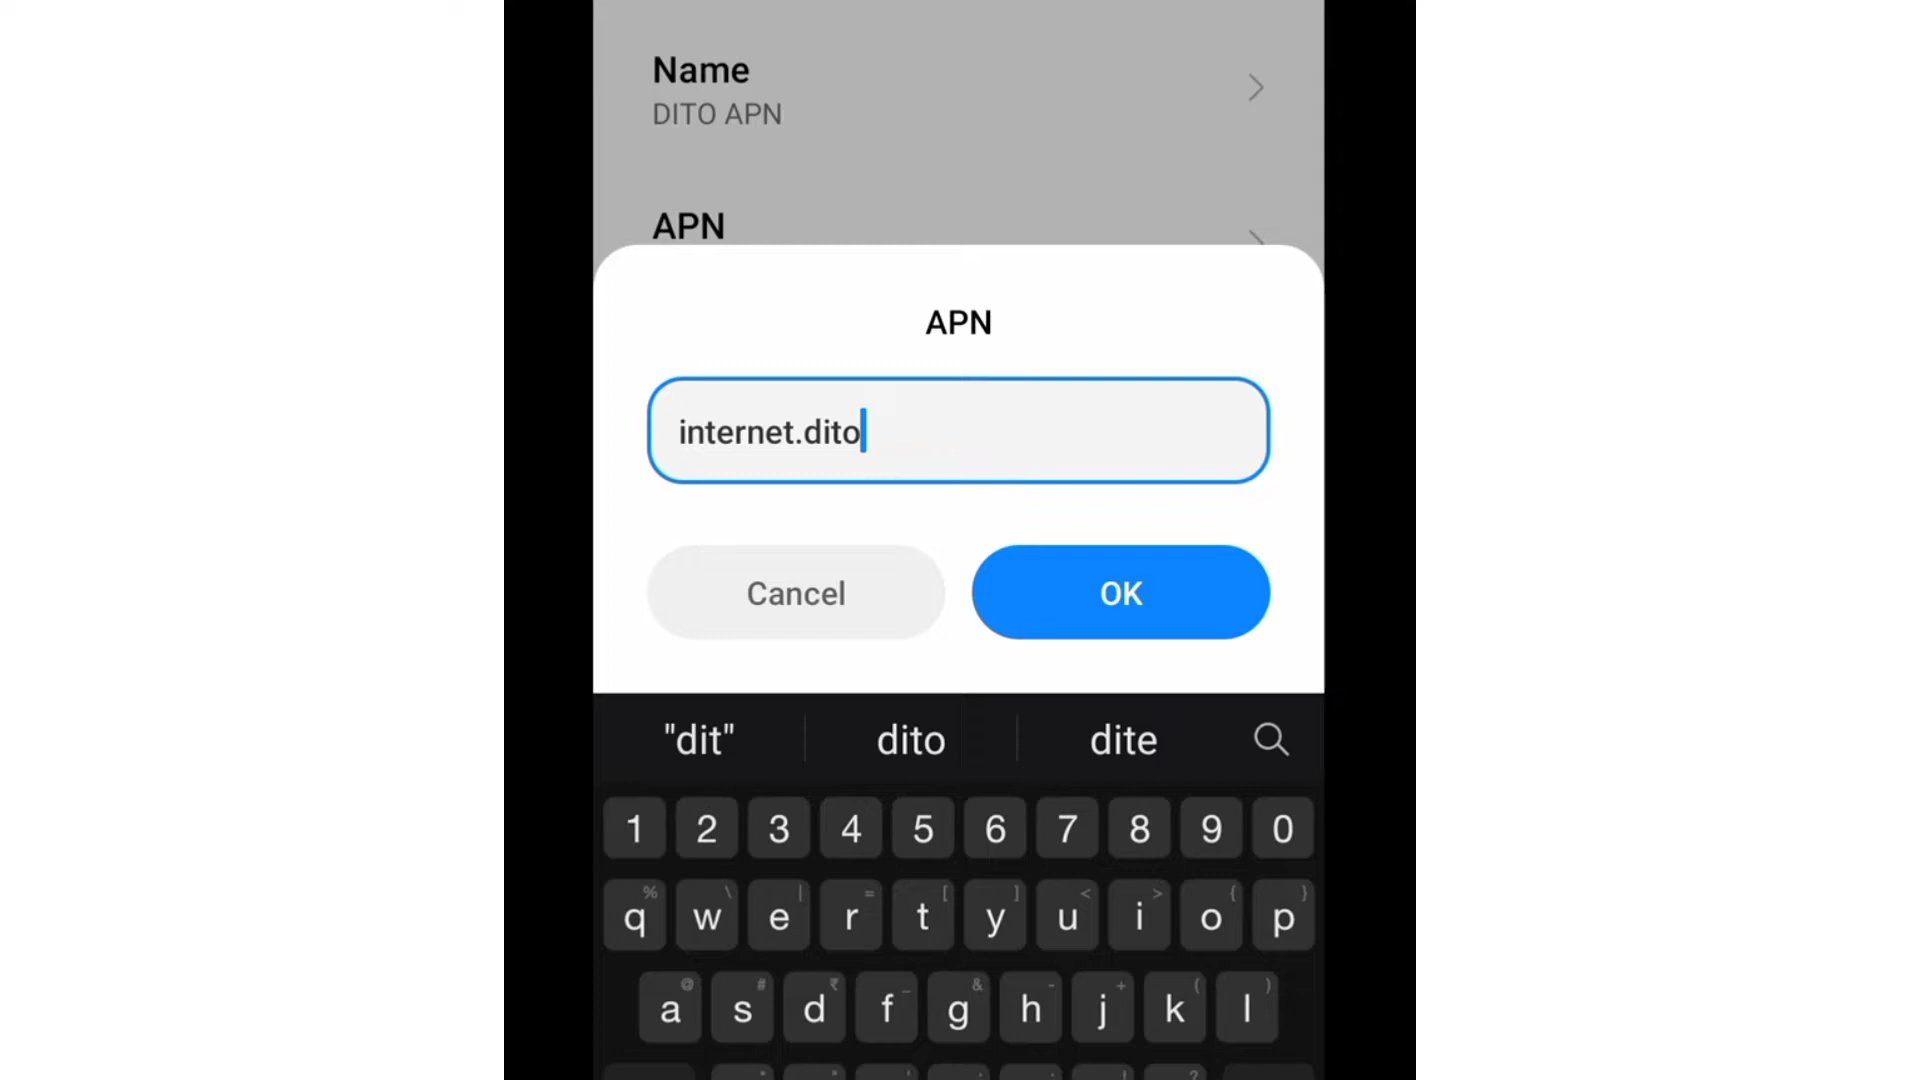 Name
DITO APN
APN
APN
internet.dito
Cancel OK
"dit" dito dite
1 2 3 4 5 6 7 8 9 0
% \ | = [ ] < > { }
q w e r t y u i o p
@ # ₹ _ & - + ( )
a s d f g h j k l